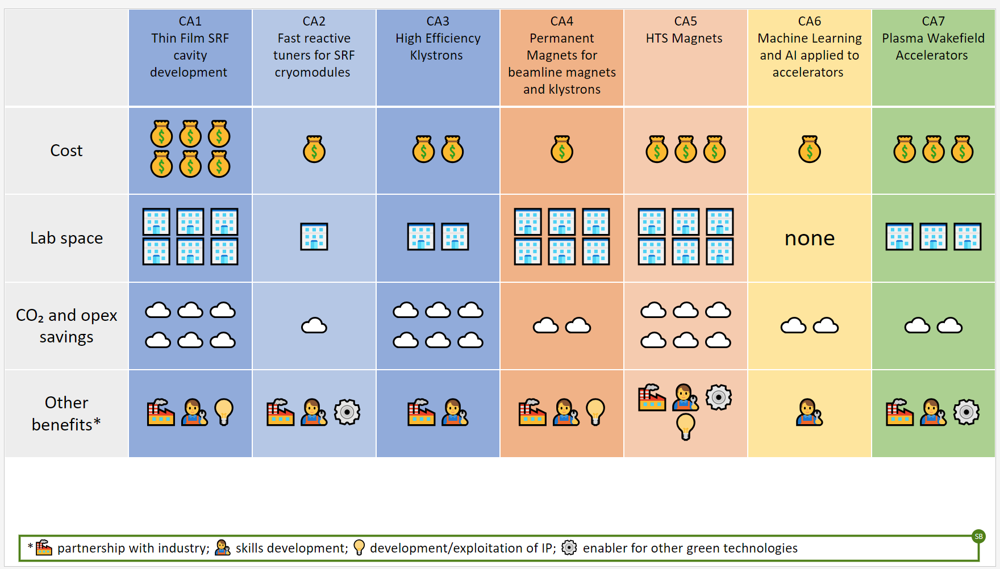 CA1
Thin Film SRF
cavity
development
CA2
Fast reactive
tuners for SRF
cryomodules
CA3
High Efficiency
Klystrons
CA4
Permanent
Magnets for
beamline magnets
and klystrons
CA5
HTS Magnets
CA6
Machine Learning
and AI applied to
accelerators
CA7
Plasma Wakefield
Accelerators
Cost
Lab space
none
CO₂ and opex
savings
Other
benefits*
* partnership with industry; skills development; development/exploitation of IP; enabler for other green technologies
SB